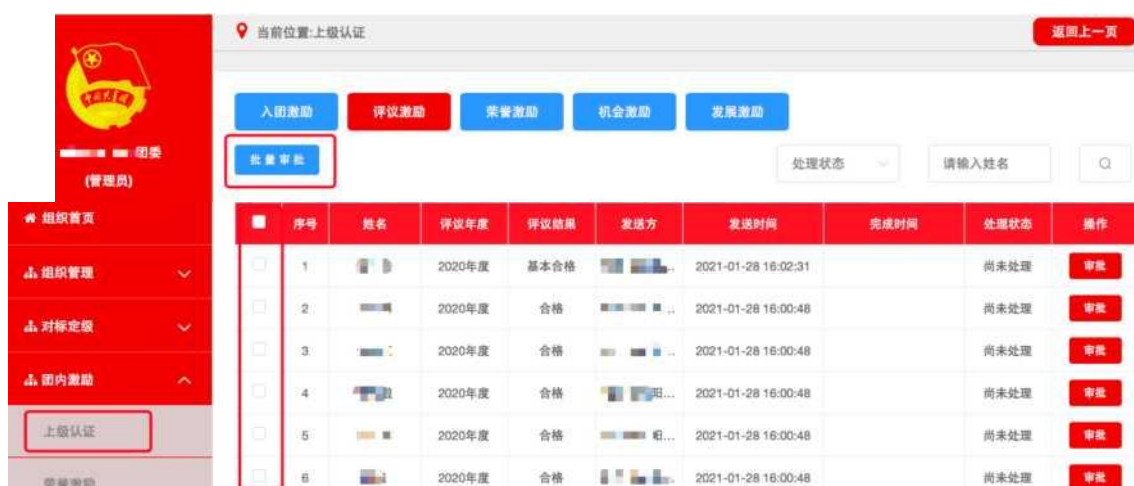 当前位置:上级认证
返回上一页
中国共青团
团委
(管理员)
入团激励 评议激励 荣誉激励 机会激励 发展激励
批量审批
处理状态
请输入姓名
组织首页
组织管理
对标定级
团内激励
上级认证
荣誉激励
序号 姓名 评议年度 评议结果 发送方 发送时间 完成时间 处理状态 操作
1 2020年度 基本合格 .. 2021-01-28 16:02:31 尚未处理 审批
2 2020年度 合格 .. 2021-01-28 16:00:48 尚未处理 审批
3 2020年度 合格 .. 2021-01-28 16:00:48 尚未处理 审批
4 2020年度 合格 阳... 2021-01-28 16:00:48 尚未处理 审批
5 2020年度 合格 ... 2021-01-28 16:00:48 尚未处理 审批
6 2020年度 合格 .. 2021-01-28 16:00:48 尚未处理 审批